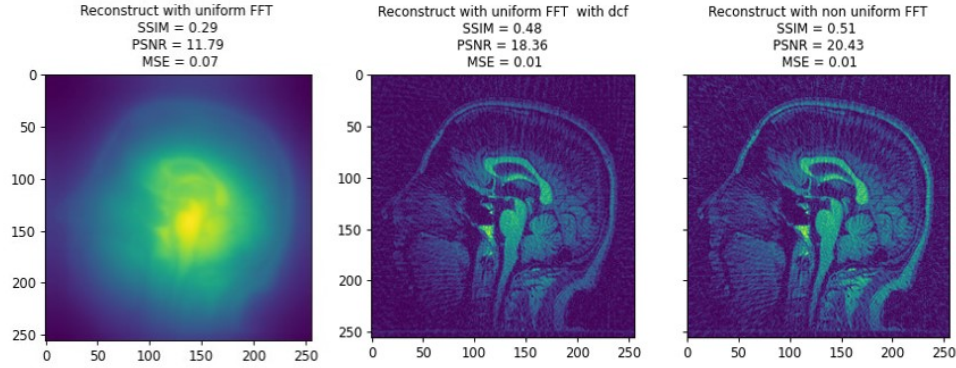 Reconstruct with uniform FFT
SSIM = 0.29
PSNR = 11.79
MSE = 0.07
0
50
100
150
200
250
0 50 100 150 200 250
Reconstruct with uniform FFT  with dcf
SSIM = 0.48
PSNR = 18.36
MSE = 0.01
0
50
100
150
200
250
0 50 100 150 200 250
Reconstruct with non uniform FFT
SSIM = 0.51
PSNR = 20.43
MSE = 0.01
0 50 100 150 200 250